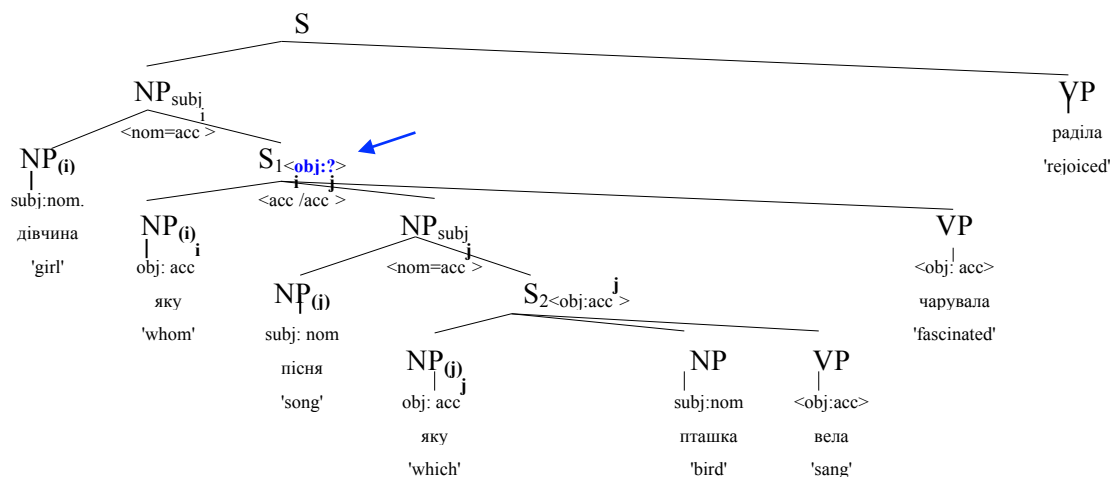 S
NP subj i
VP
<nom=acc >
раділа
NP(i)
S1<obj:?>
'rejoiced'
i j
subj:nom.
<acc /acc >
дівчина
NP(i) i
NP subj j
VP
'girl'
obj: acc
<nom=acc >
<obj: acc>
яку
NP(j)
S2<obj:acc j >
чарувала
'whom'
subj: nom
'fascinated'
пісня
NP(j) j
NP
VP
'song'
obj: acc
subj:nom
<obj:acc>
яку
пташка
вела
'which'
'bird'
'sang'